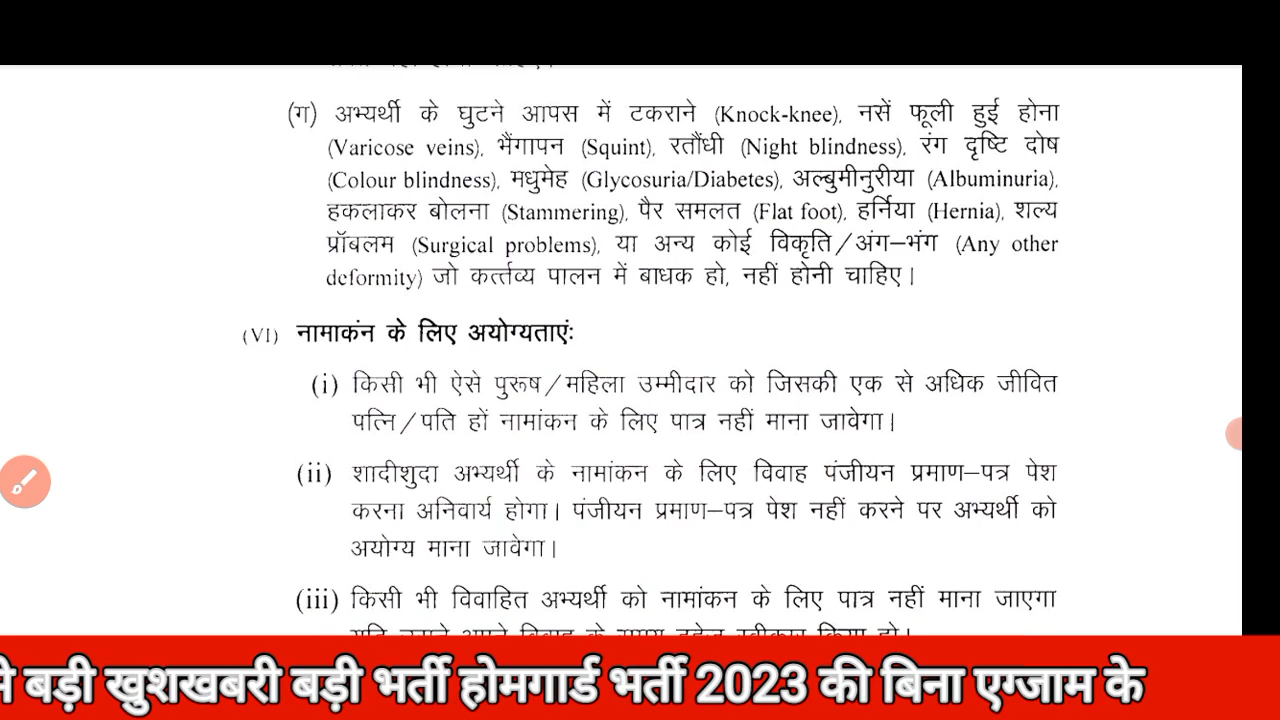 (ग) अभ्यर्थी के घुटने आपस में टकराने (Knock-knee), नसें फूली हुई होना
(Varicose veins), भैंगापन (Squint), रतौंधी (Night blindness), रंग दृष्टि दोष
(Colour blindness), मधुमेह (Glycosuria/Diabetes), अल्बुमीनुरीया (Albuminuria),
हकलाकर बोलना (Stammering), पैर समलत (Flat foot), हर्निया (Hernia), शल्य
प्रॉबलम (Surgical problems), या अन्य कोई विकृति/अंग–भंग (Any other
deformity) जो कर्त्तव्य पालन में बाधक हो, नहीं होनी चाहिए।
(VI) नामाकंन के लिए अयोग्यताएंः
(i) किसी भी ऐसे पुरूष/महिला उम्मीदार को जिसकी एक से अधिक जीवित
पत्नि/पति हों नामांकन के लिए पात्र नहीं माना जावेगा।
(ii) शादीशुदा अभ्यर्थी के नामांकन के लिए विवाह पंजीयन प्रमाण–पत्र पेश
करना अनिवार्य होगा। पंजीयन प्रमाण–पत्र पेश नहीं करने पर अभ्यर्थी को
अयोग्य माना जावेगा।
(iii) किसी भी विवाहित अभ्यर्थी को नामांकन के लिए पात्र नहीं माना जाएगा
बड़ी खुशखबरी बड़ी भर्ती होमगार्ड भर्ती 2023 की बिना एग्जाम के